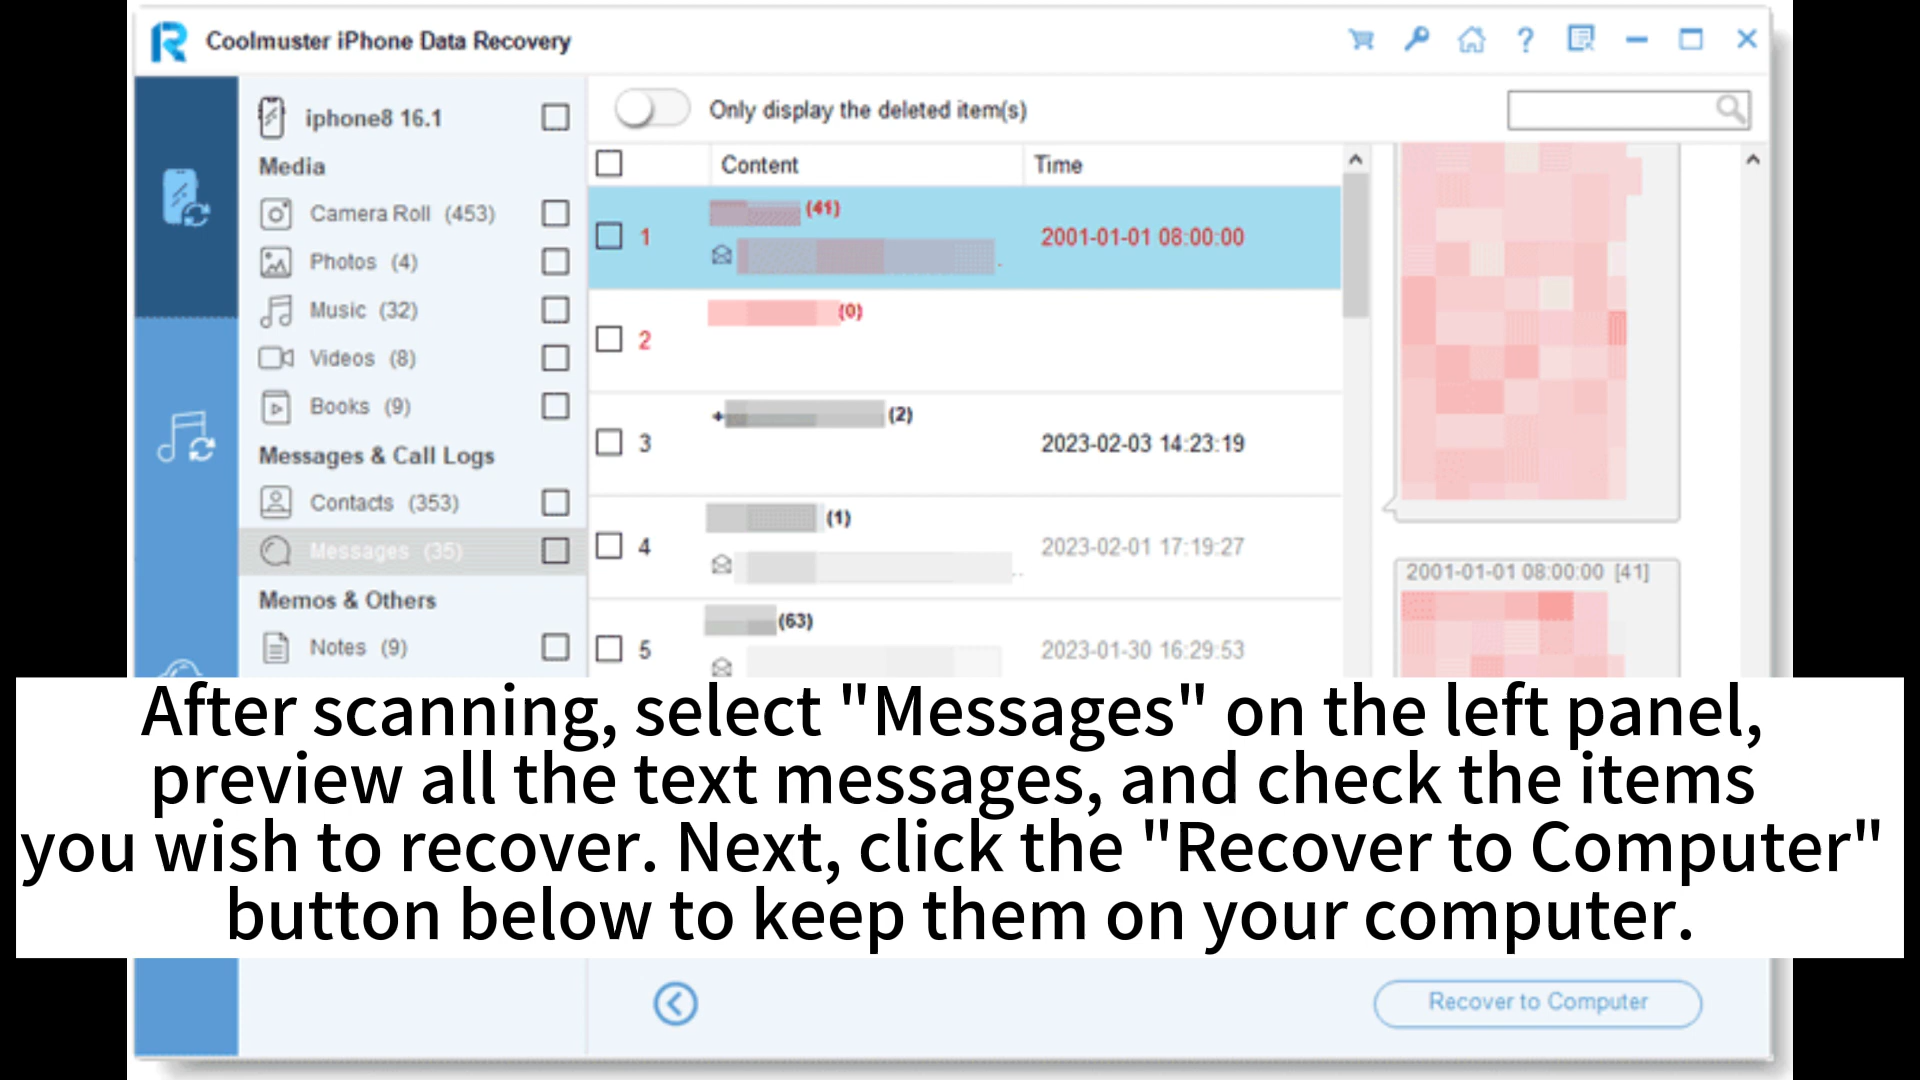 Coolmuster iPhone Data Recovery
iphone8 16.1
Media
Camera Roll (453)
Photos (4)
Music (32)
Videos (8)
Books (9)
Messages & Call Logs
Contacts (353)
Messages (35)
Memos & Others
Notes (9)
Only display the deleted item(s)
Content Time
(41)
1 2001-01-01 08:00:00
(0)
2
+ (2)
3 2023-02-03 14:23:19
(1)
4 2023-02-01 17:19:27
(63)
5 2023-01-30 16:29:53
2001-01-01 08:00:00 [41]
After scanning, select "Messages" on the left panel,
preview all the text messages, and check the items
you wish to recover. Next, click the "Recover to Computer"
button below to keep them on your computer.
Recover to Computer